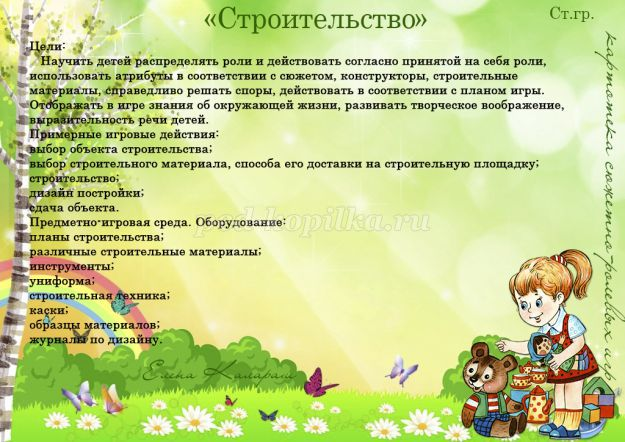 «Строительство»
Ст.гр.
Цели:
Научить детей распределять роли и действовать согласно принятой на себя роли,
использовать атрибуты в соответствии с сюжетом, конструкторы, строительные
материалы, справедливо решать споры, действовать в соответствии с планом игры.
Отображать в игре знания об окружающей жизни, развивать творческое воображение,
выразительность речи детей.
Примерные игровые действия:
выбор объекта строительства;
выбор строительного материала, способа его доставки на строительную площадку;
строительство;
дизайн постройки;
сдача объекта.
Предметно-игровая среда. Оборудование:
планы строительства;
различные строительные материалы;
инструменты;
униформа;
строительная техника;
каски;
образцы материалов;
журналы по дизайну.
картотека сюжетно-ролевых игр
ped-kopilka.ru
Елена